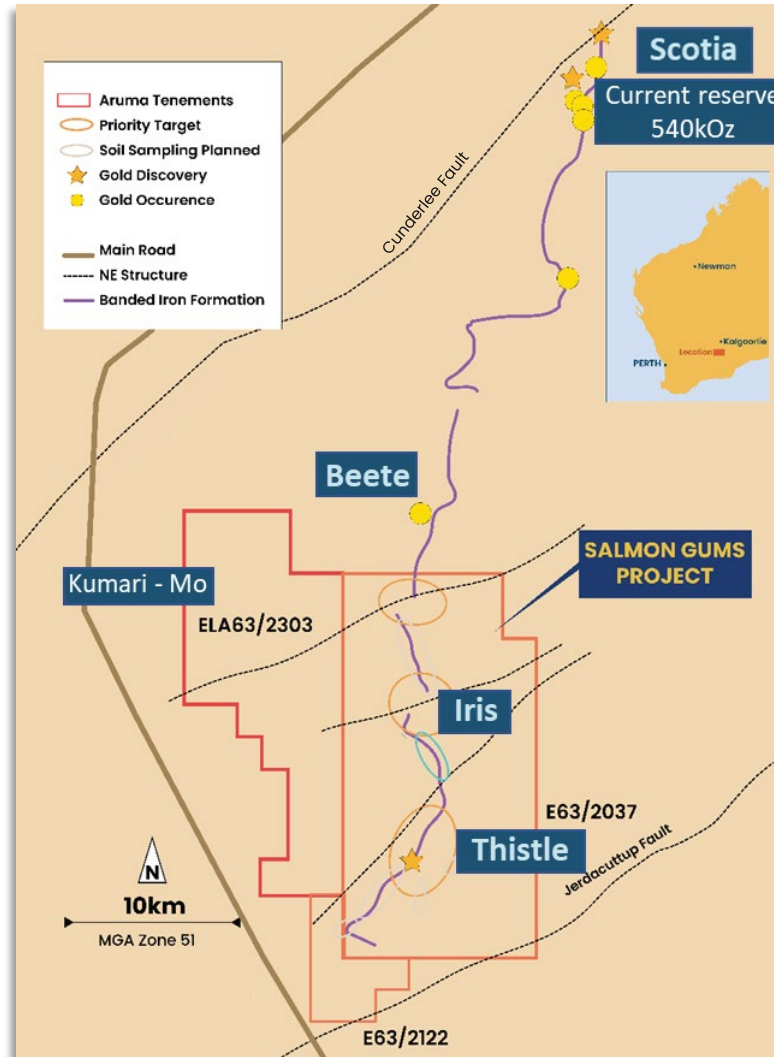 Aruma Tenements
Priority Target
Soil Sampling Planned
Gold Discovery
Gold Occurence
Main Road
NE Structure
Banded Iron Formation
Cunderlee Fault
Scotia
Current reserve
540kOz
Newman
Kalgoorlie
Location
PERTH
Beete
SALMON GUMS
PROJECT
Kumari - Mo
ELA63/2303
Iris
E63/2037
Thistle
Jerdacuttup Fault
N
10km
MGA Zone 51
E63/2122